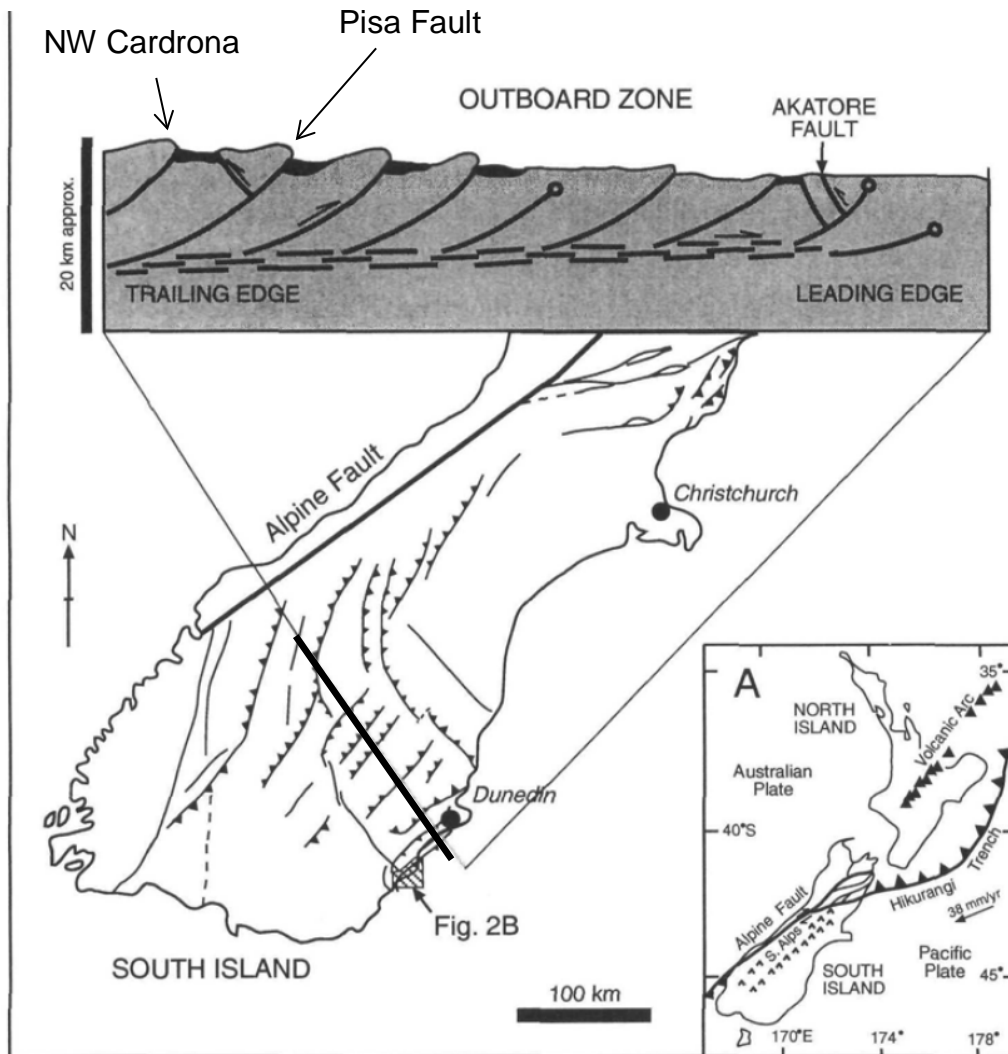 NW Cardrona
Pisa Fault
OUTBOARD ZONE
AKATORE
FAULT
20 km approx.
TRAILING EDGE
LEADING EDGE
Alpine Fault
Christchurch
N
Dunedin
Fig. 2B
SOUTH ISLAND
100 km
A
35°
NORTH
ISLAND
Volcanic Arc
Australian
Plate
40°S
Trench
Hikurangi
38 mm/yr
Alpine Fault
S. Alps
Pacific
Plate
SOUTH
ISLAND
45°
170°E
174°
178°